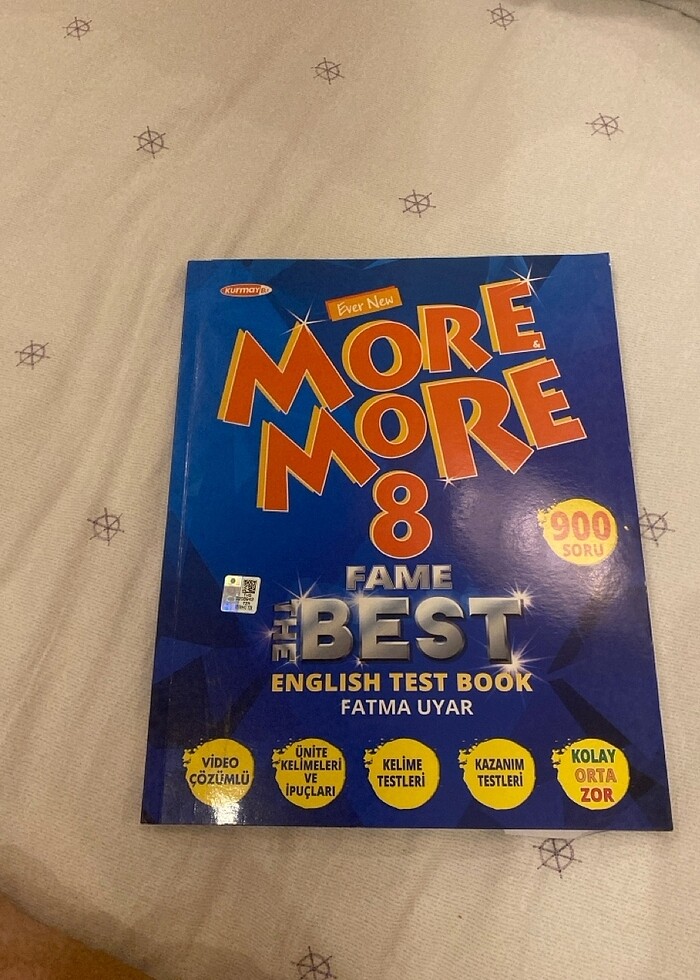 Kurmay
Ever New
MORE &
MORE
8
FAME
THE BEST
ENGLISH TEST BOOK
FATMA UYAR
900
SORU
VİDEO
ÇÖZÜMLÜ
ÜNİTE
KELİMELERİ
VE
İPUÇLARI
KELİME
TESTLERİ
KAZANIM
TESTLERİ
KOLAY
ORTA
ZOR